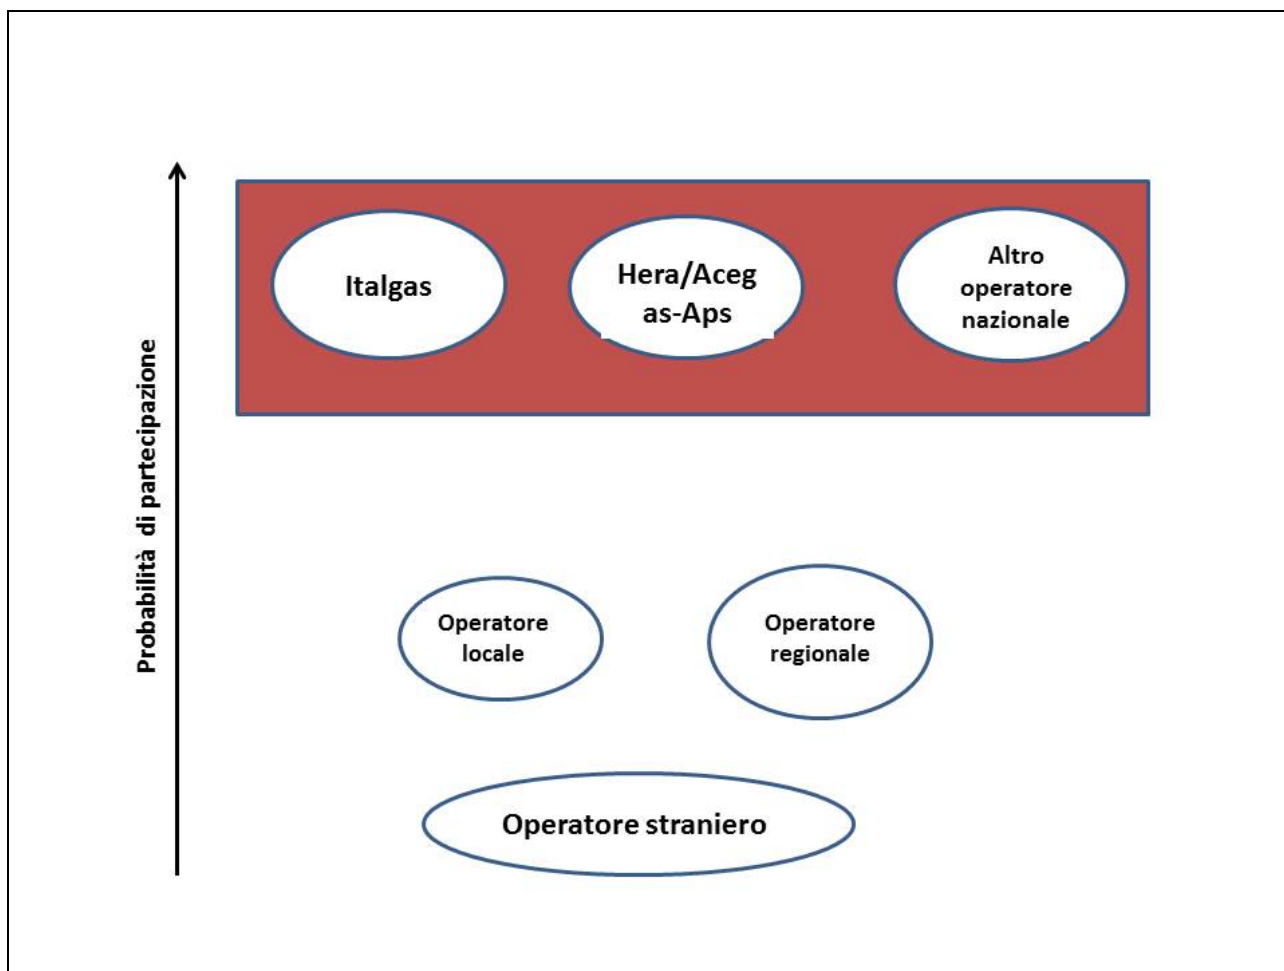 Probabilità di partecipazione
Italgas
Hera/Aceg
as-Aps
Altro
operatore
nazionale
Operatore
locale
Operatore
regionale
Operatore straniero